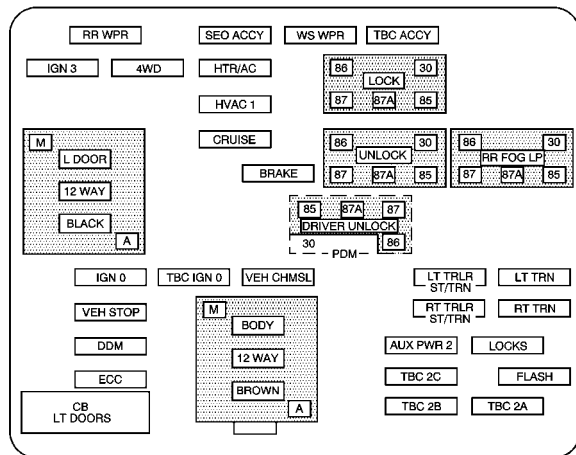 RR WPR SEO ACCY WS WPR TBC ACCY
IGN 3 4WD HTR/AC
86 30
LOCK
87 87A 85
HVAC 1
CRUISE
M
L DOOR
12 WAY
BLACK
A
BRAKE
86 30
UNLOCK
87 87A 85
86 30
RR FOG LP
87 87A 85
85 87A 87
DRIVER UNLOCK
30 86
PDM
IGN 0 TBC IGN 0 VEH CHMSL
VEH STOP
DDM
ECC
CB
LT DOORS
M
BODY
12 WAY
BROWN
A
LT TRLR
ST/TRN
LT TRN
RT TRLR
ST/TRN
RT TRN
AUX PWR 2 LOCKS
TBC 2C FLASH
TBC 2B TBC 2A